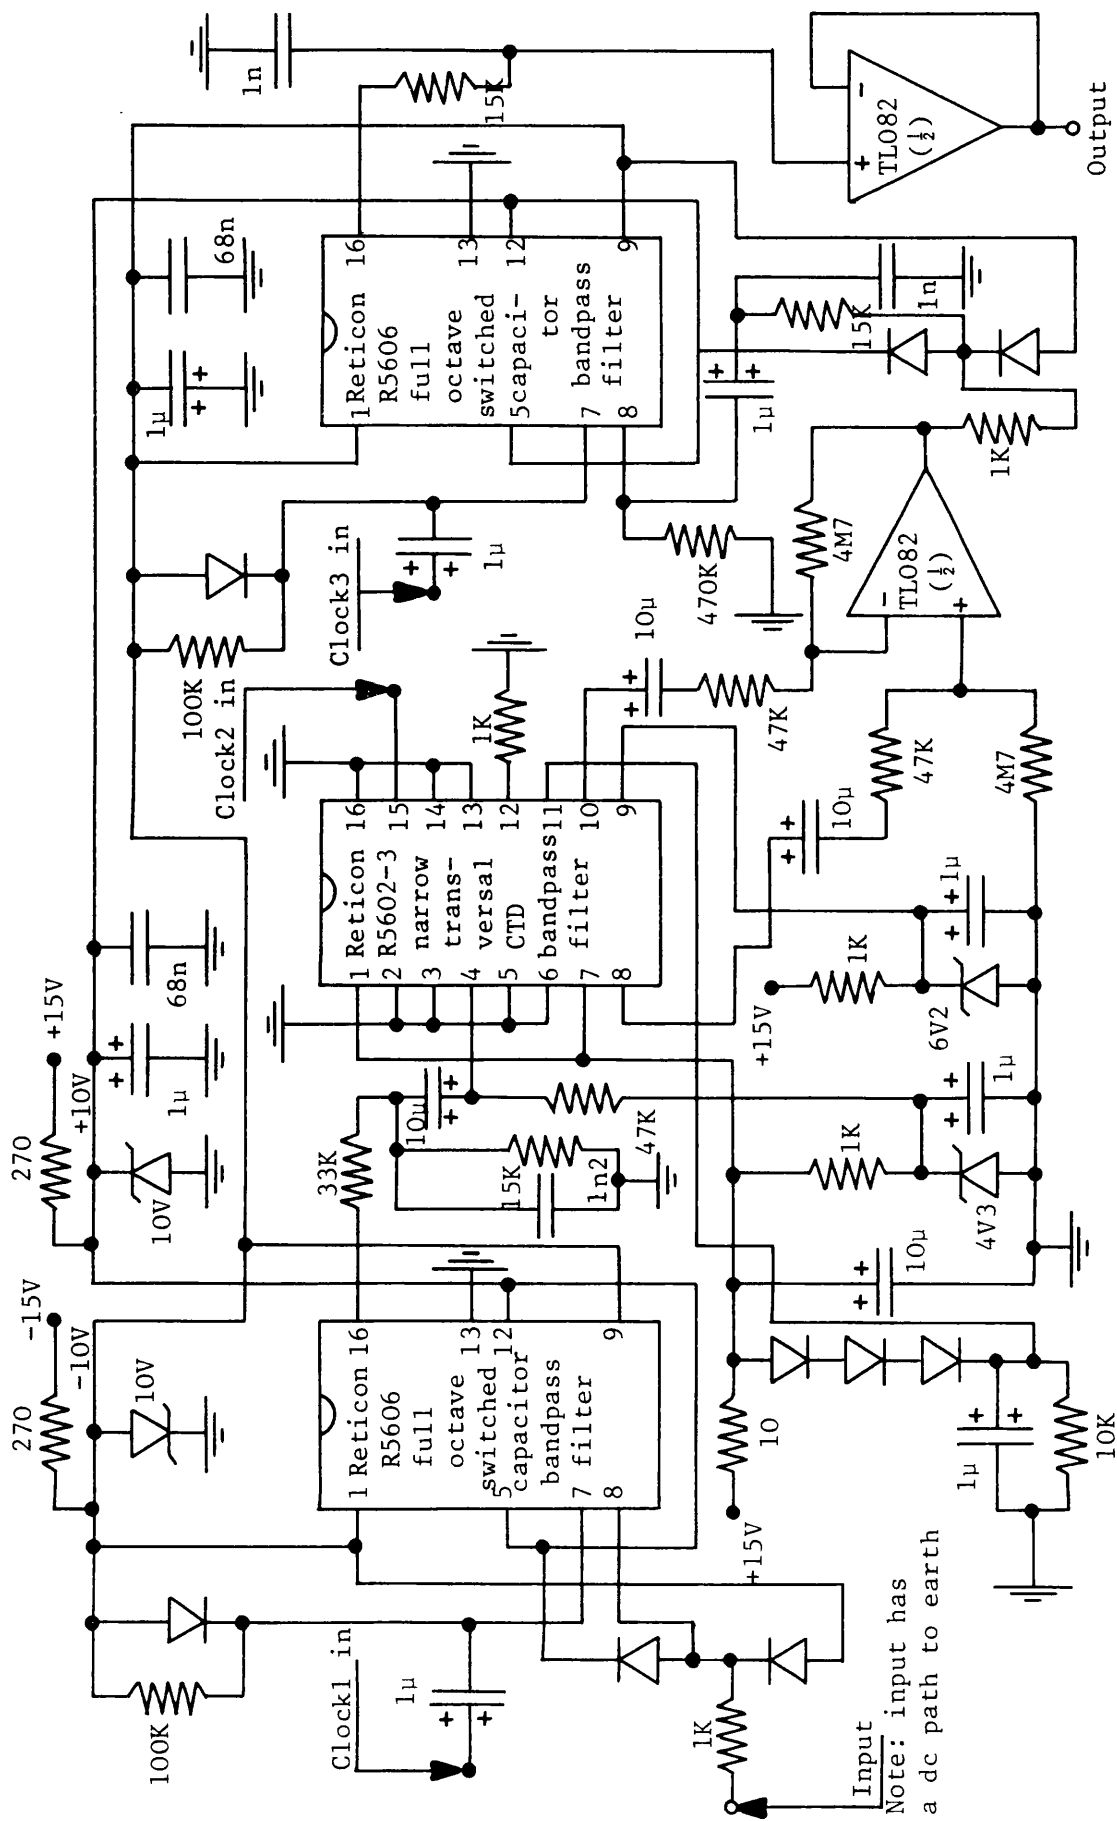 -15V
270
-10V
10V
270
+15V
+10V
10V
1µ
68n
1µ
68n
1n
15K
100K
Clock1 in
1µ
1 Reticon 16
R5606
full
octave 13
switched 12
5 capacitor
bandpass
7 filter 9
8
1K
Input
Note: input has
a dc path to earth
+15V
10
1µ
10K
10µ
33K
15K
1n2
10µ
47K
1 Reticon 16
2 R5602-3 15
3 narrow 14
4 trans- 13
versal
5 CTD 12
6 bandpass 11
7 filter 10
8 9
1K
4V3
1µ
+15V
1K
6V2
1µ
Clock2 in
1K
100K
Clock3 in
1µ
10µ
47K
10µ
47K
4M7
4M7
-
+
TL082
(½)
1K
470K
1µ
15K
1n
1 Reticon 16
R5606
full
octave 13
switched 12
5 capaci-
tor
7 bandpass
8 filter 9
+
-
TL082
(½)
Output